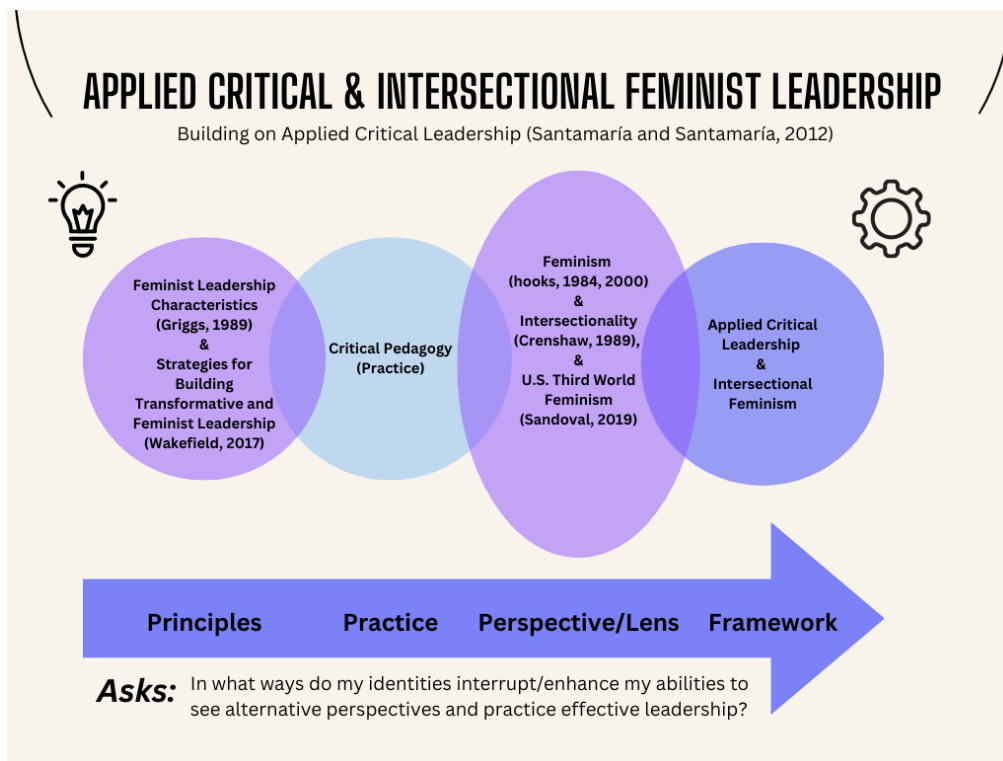 APPLIED CRITICAL & INTERSECTIONAL FEMINIST LEADERSHIP
Building on Applied Critical Leadership (Santamaría and Santamaría, 2012)
Feminist Leadership
Characteristics
(Griggs, 1989)
&
Strategies for
Building
Transformative and
Feminist Leadership
(Wakefield, 2017)
Critical Pedagogy
(Practice)
Feminism
(hooks, 1984, 2000)
&
Intersectionality
(Crenshaw, 1989),
&
U.S. Third World
Feminism
(Sandoval, 2019)
Applied Critical
Leadership
&
Intersectional
Feminism
Principles
Practice
Perspective/Lens
Framework
Asks: In what ways do my identities interrupt/enhance my abilities to
see alternative perspectives and practice effective leadership?